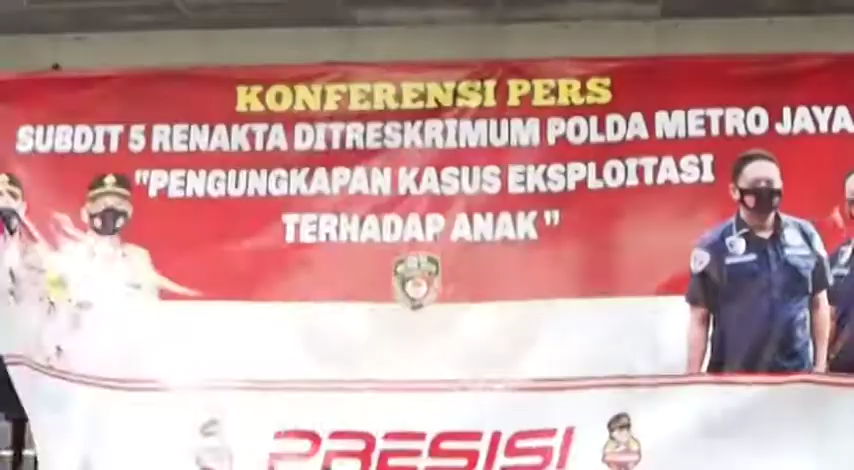 KONFERENSI PERS
SUBDIT 5 RENAKTA DITRESKRIMUM POLDA METRO JAYA
"PENGUNGKAPAN KASUS EKSPLOITASI
TERHADAP ANAK"
PRESISI